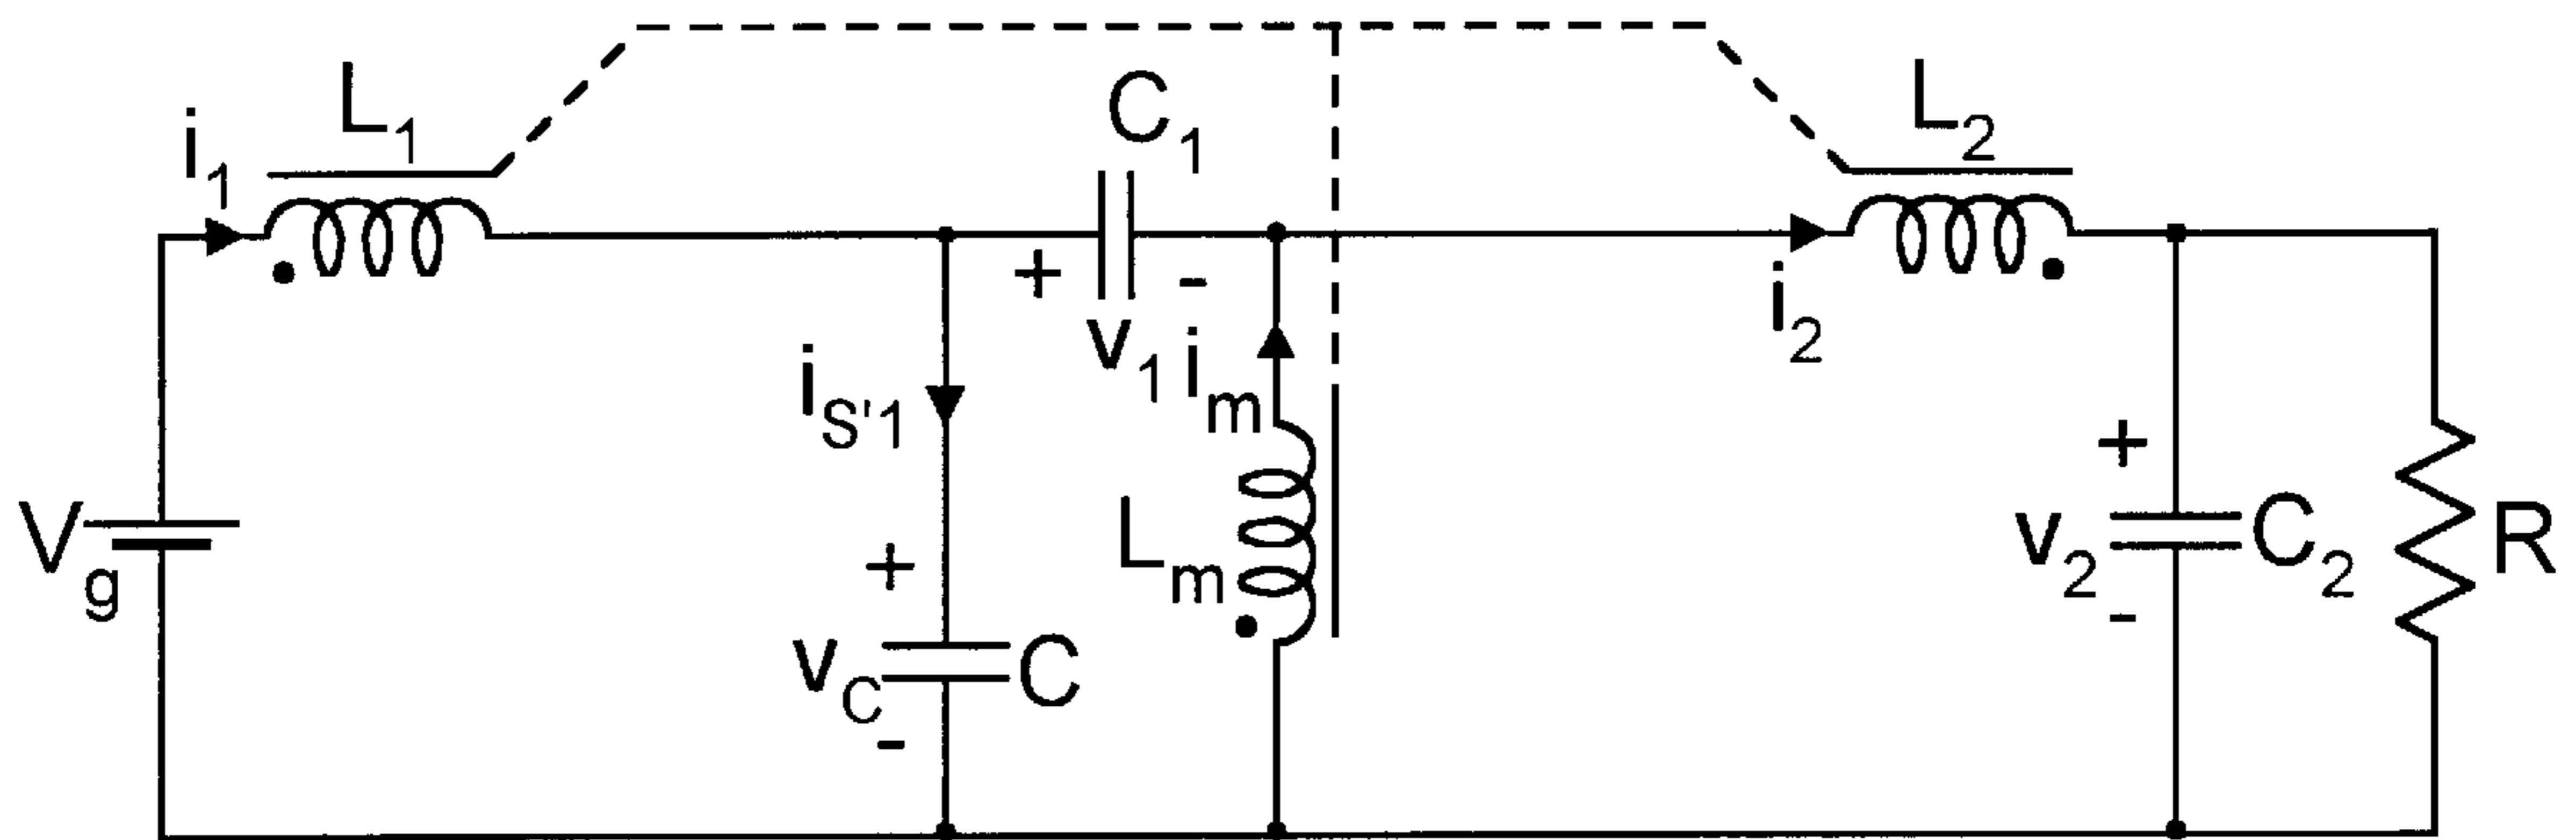 i1
L1
C1
L2
+ -
v1
im
i2
iS'1
Vg
+
vC
-
C
Lm
+
v2
-
C2
R